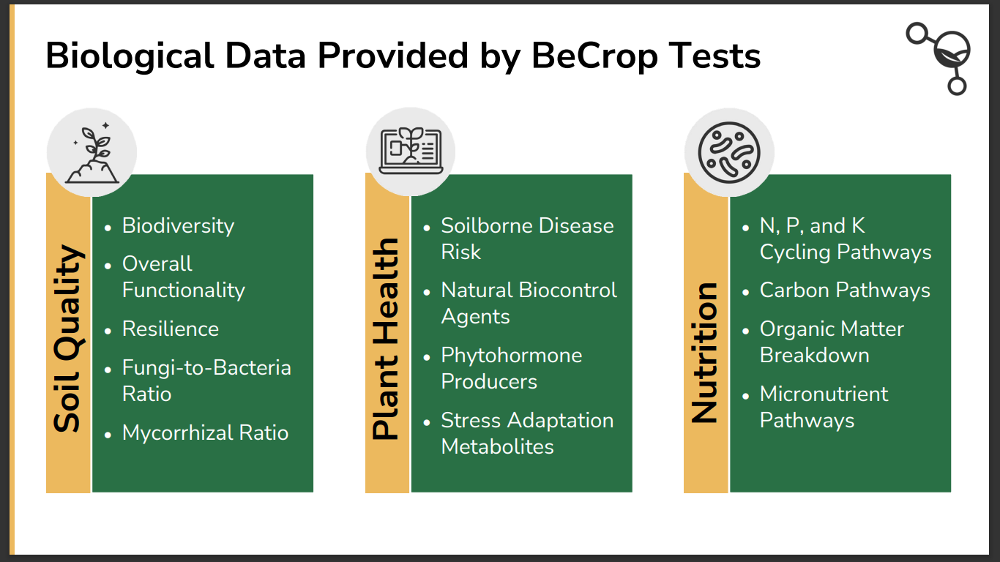 Biological Data Provided by BeCrop Tests
Soil Quality
• Biodiversity
• Overall
Functionality
• Resilience
• Fungi-to-Bacteria
Ratio
• Mycorrhizal Ratio
Plant Health
• Soilborne Disease
Risk
• Natural Biocontrol
Agents
• Phytohormone
Producers
• Stress Adaptation
Metabolites
Nutrition
• N, P, and K
Cycling Pathways
• Carbon Pathways
• Organic Matter
Breakdown
• Micronutrient
Pathways